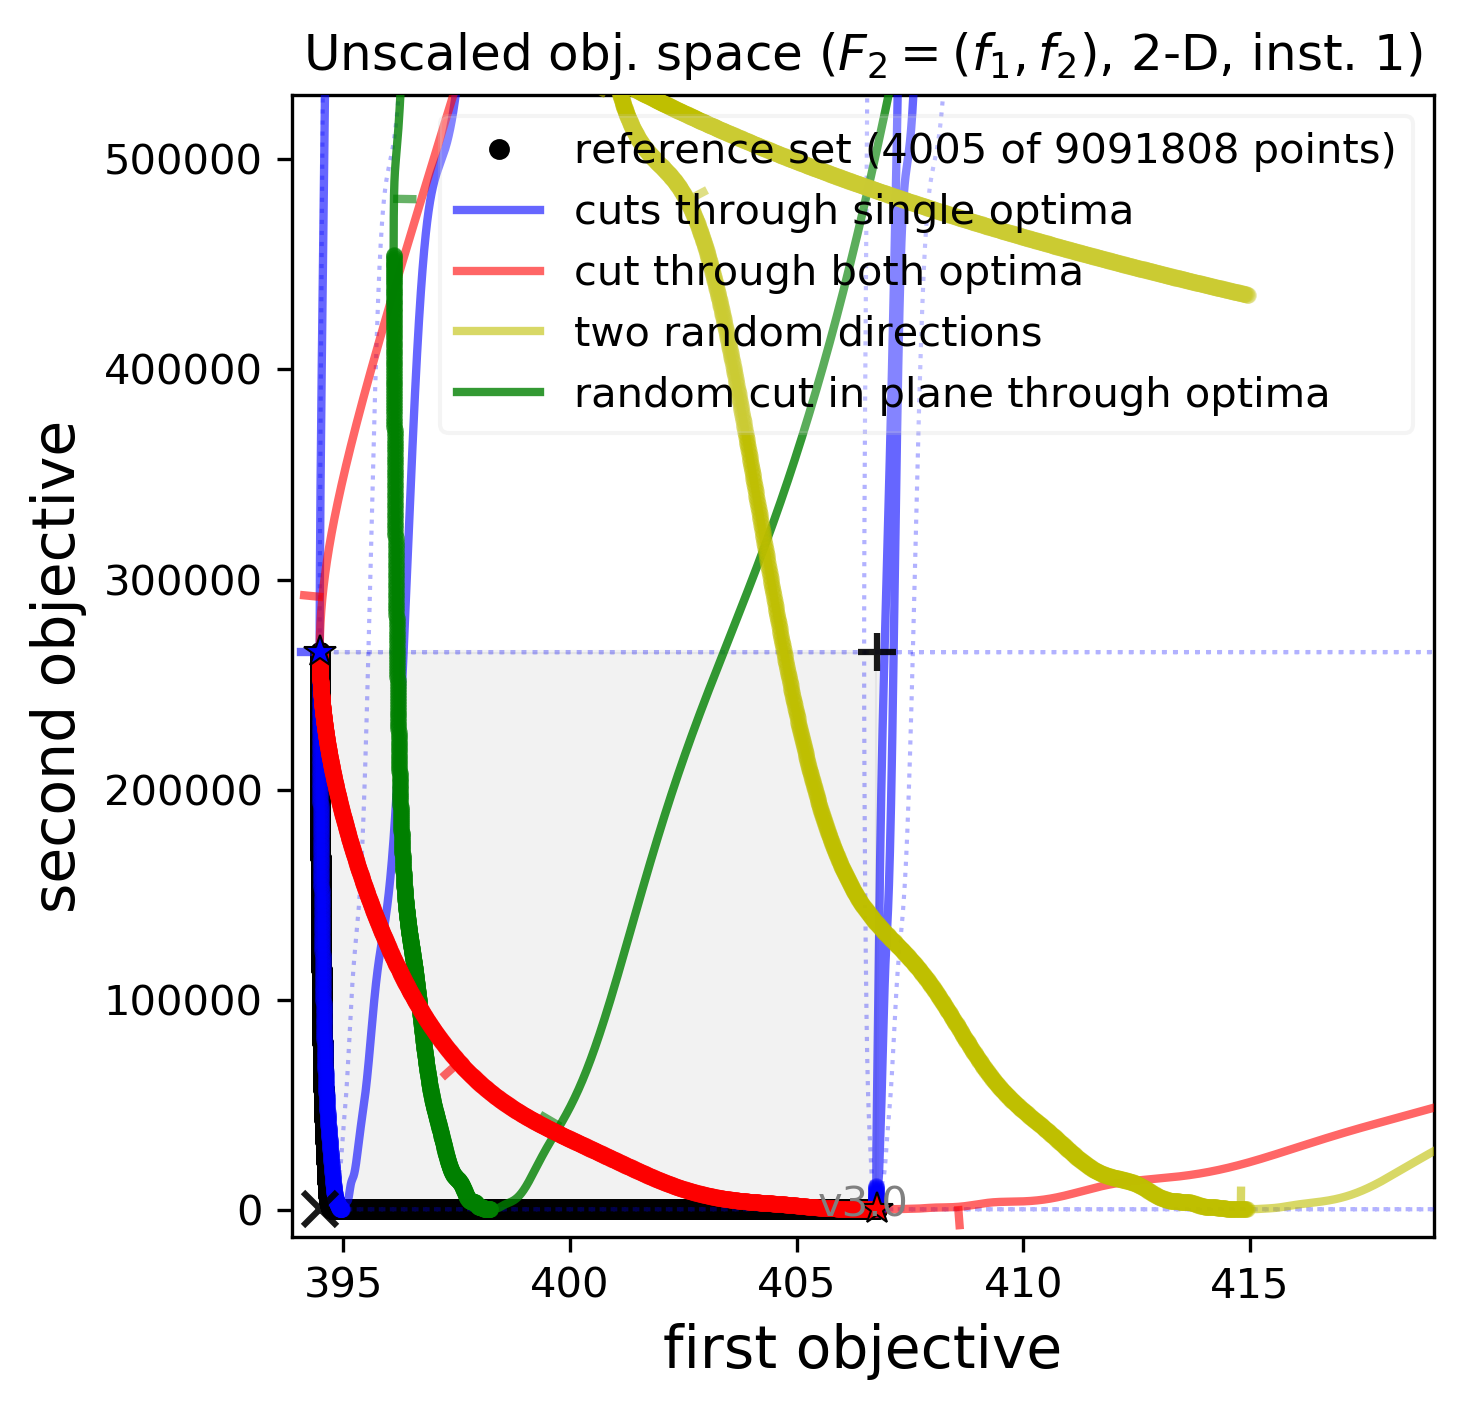 Unscaled obj. space (F₂ = (f₁, f₂), 2-D, inst. 1)
reference set (4005 of 9091808 points)
cuts through single optima
cut through both optima
two random directions
random cut in plane through optima
second objective
500000
400000
300000
200000
100000
0
v3.0
395 400 405 410 415
first objective